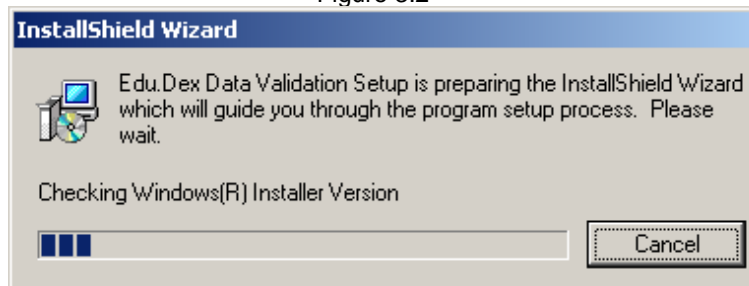 InstallShield Wizard
Edu.Dex Data Validation Setup is preparing the InstallShield Wizard
which will guide you through the program setup process. Please
wait.
Checking Windows(R) Installer Version
Cancel